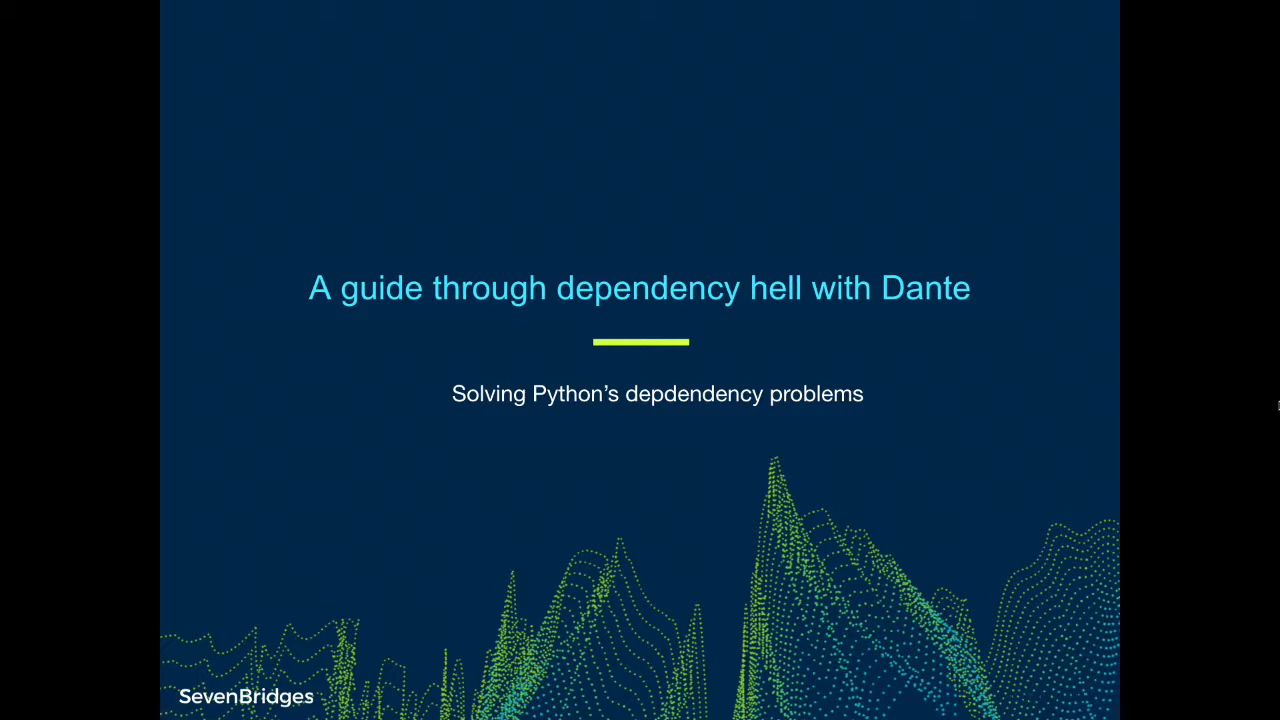 A guide through dependency hell with Dante
Solving Python’s depdendency problems
SevenBridges